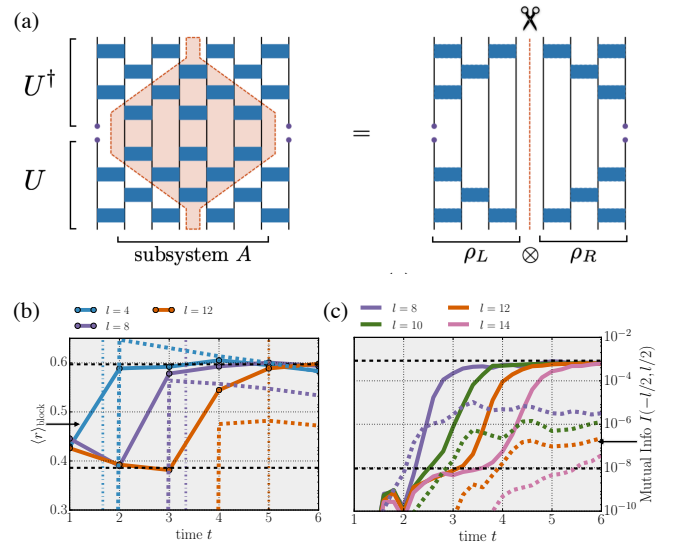 (a)
U†
U
=
subsystem A
ρL ⊗ ρR
(b)
l = 4
l = 8
l = 12
⟨r⟩block
0.6
0.5
0.4
0.3
1 2 3 4 5 6
time t
(c)
l = 8
l = 10
l = 12
l = 14
10⁻²
10⁻⁴
10⁻⁶
10⁻⁸
10⁻¹⁰
Mutual Info I(−l/2, l/2)
1 2 3 4 5 6
time t